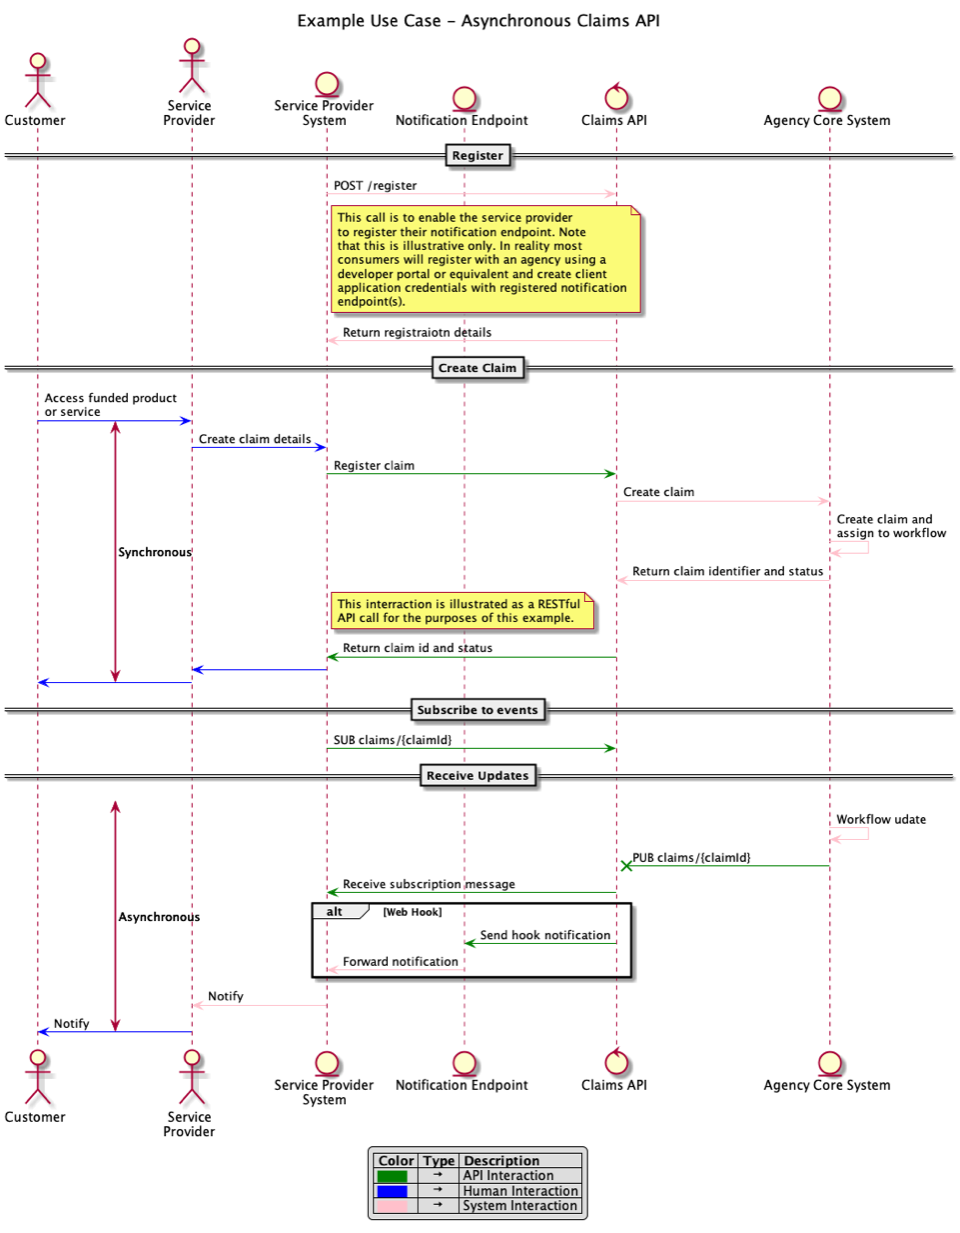 Example Use Case - Asynchronous Claims API
Customer
Service
Provider
Service Provider
System
Notification Endpoint
Claims API
Agency Core System
Register
POST /register
This call is to enable the service provider
to register their notification endpoint. Note
that this is illustrative only. In reality most
consumers will register with an agency using a
developer portal or equivalent and create client
application credentials with registered notification
endpoint(s).
Return registraiotn details
Create Claim
Access funded product
or service
Create claim details
Register claim
Create claim
Create claim and
assign to workflow
Synchronous
Return claim identifier and status
This interraction is illustrated as a RESTful
API call for the purposes of this example.
Return claim id and status
Subscribe to events
SUB claims/{claimId}
Receive Updates
Workflow udate
PUB claims/{claimId}
Receive subscription message
alt [Web Hook]
Asynchronous
Send hook notification
Forward notification
Notify
Notify
Customer
Service
Provider
Service Provider
System
Notification Endpoint
Claims API
Agency Core System
Color Type Description
→ API Interaction
→ Human Interaction
→ System Interaction